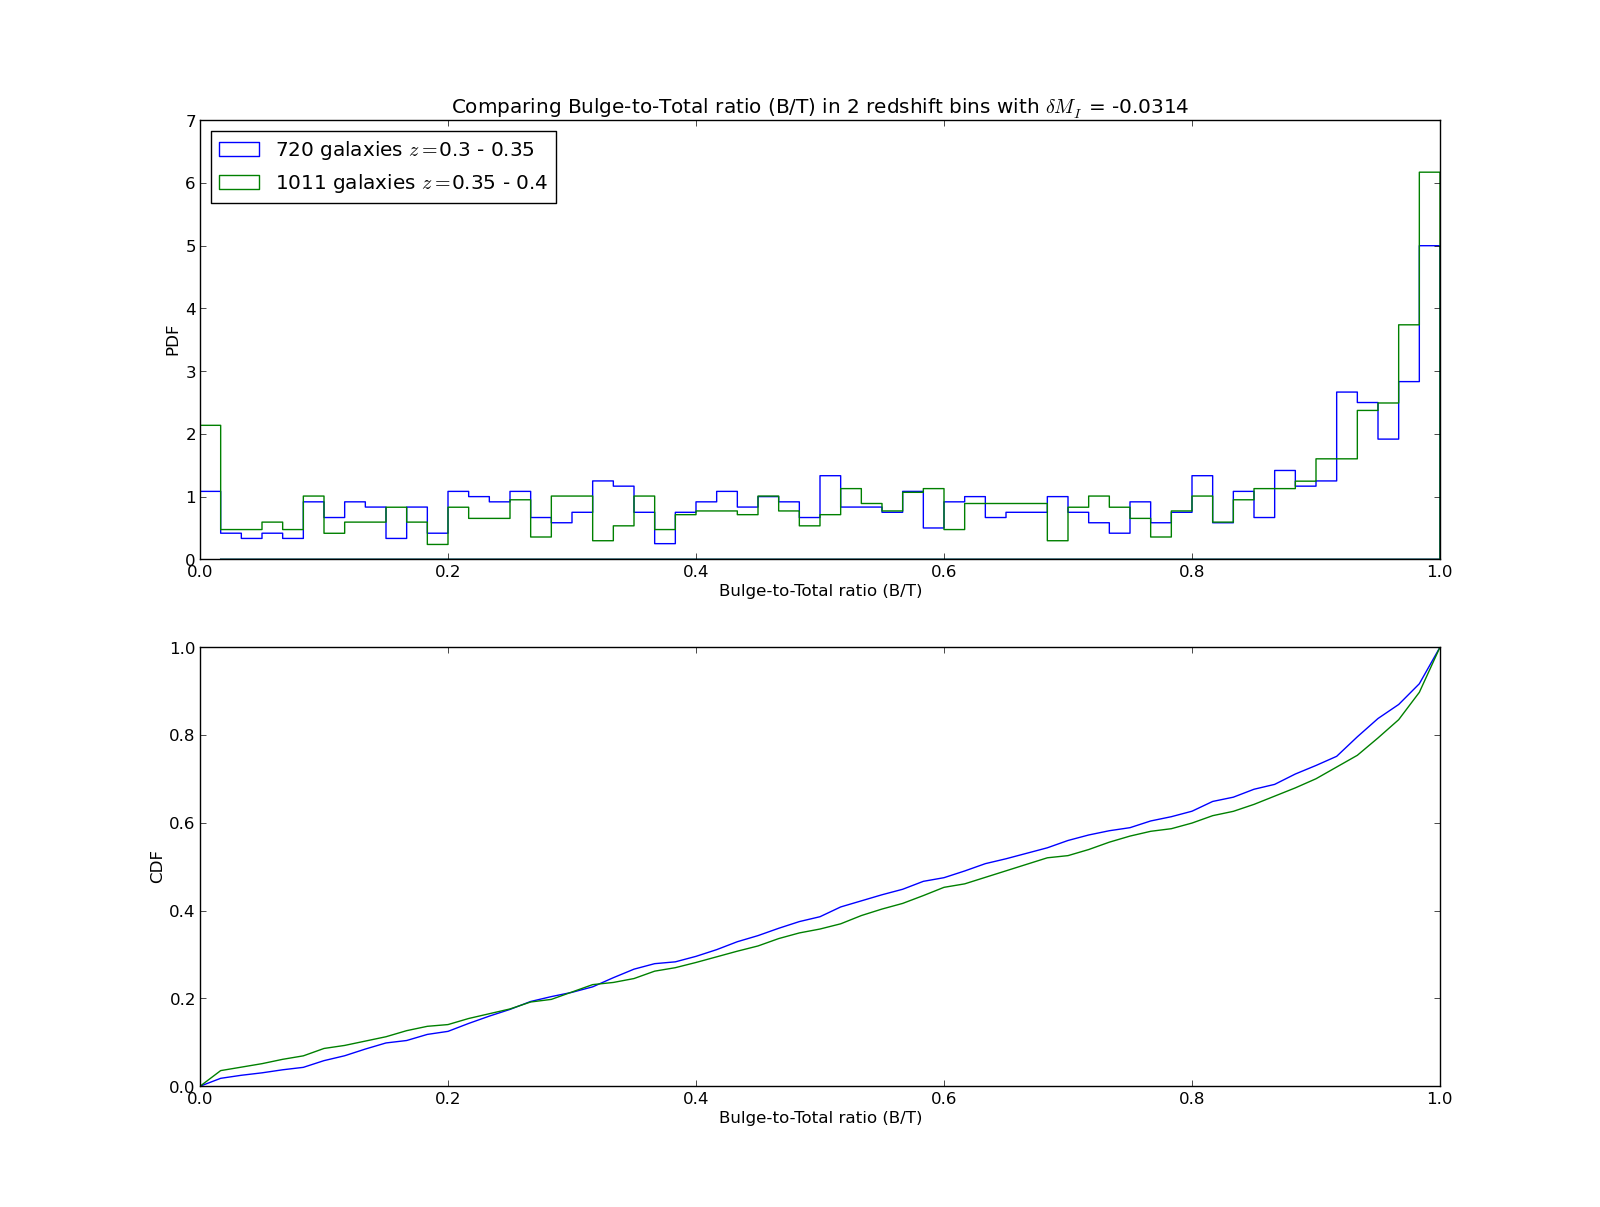 Comparing Bulge-to-Total ratio (B/T) in 2 redshift bins with δM_I = -0.0314
7
6
5
4
3
2
1
0
PDF
720 galaxies z=0.3 - 0.35
1011 galaxies z=0.35 - 0.4
0.0 0.2 0.4 0.6 0.8 1.0
Bulge-to-Total ratio (B/T)
1.0
0.8
0.6
0.4
0.2
0.0
CDF
0.0 0.2 0.4 0.6 0.8 1.0
Bulge-to-Total ratio (B/T)